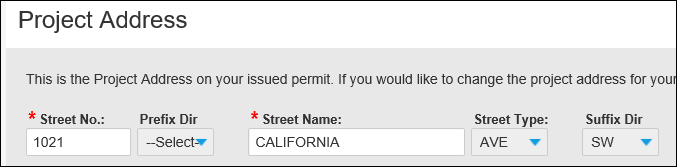 Project Address
This is the Project Address on your issued permit. If you would like to change the project address for your
* Street No.: Prefix Dir * Street Name: Street Type: Suffix Dir
1021 --Select- CALIFORNIA AVE SW